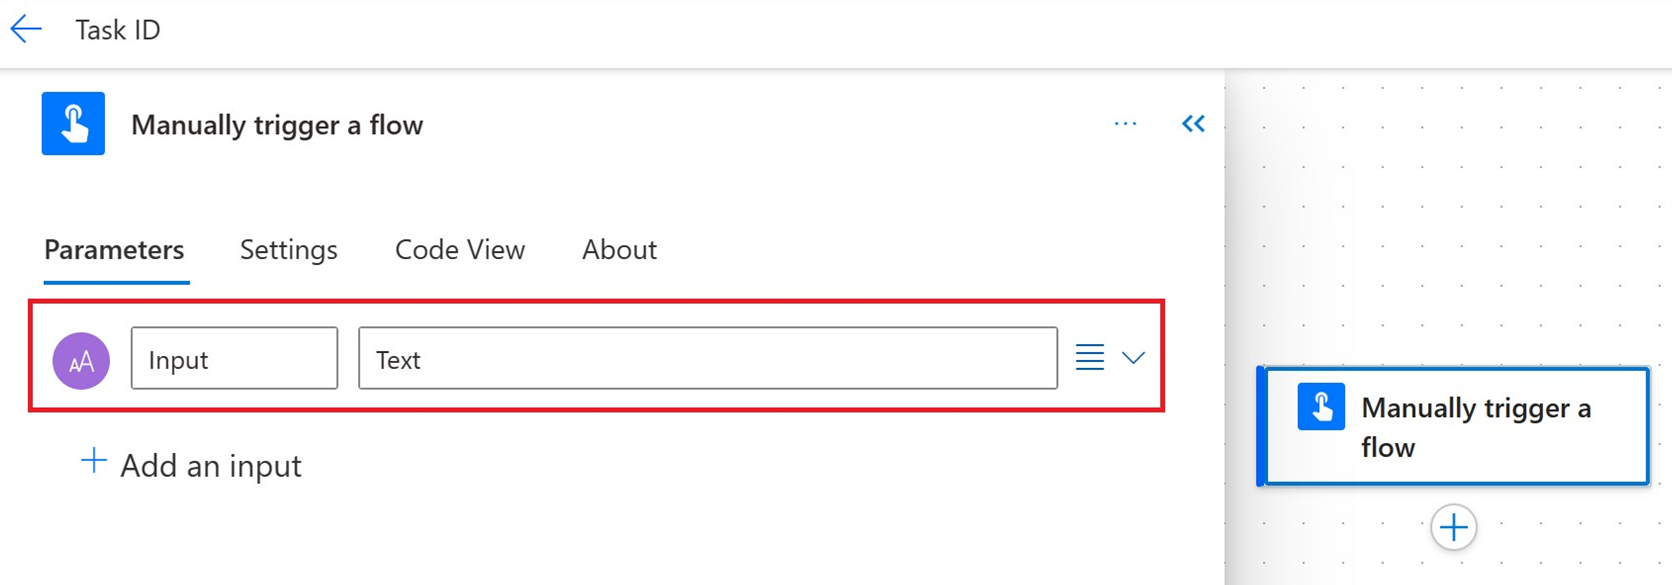 Task ID
Manually trigger a flow
Parameters Settings Code View About
AA Input Text
Add an input
Manually trigger a
flow